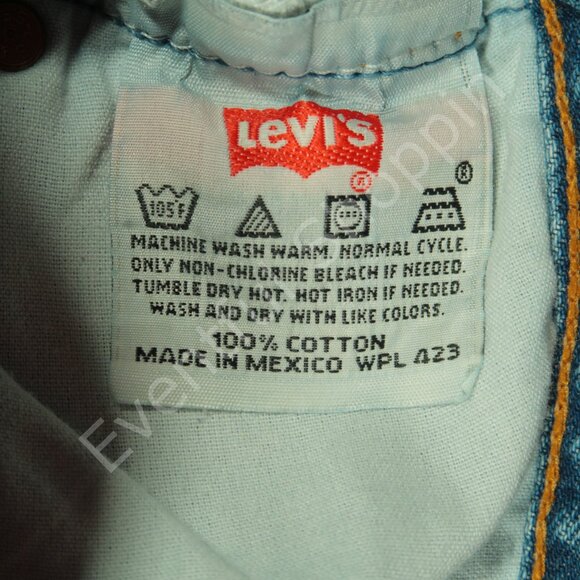 Levi's
®
®
105F
MACHINE WASH WARM. NORMAL CYCLE.
ONLY NON-CHLORINE BLEACH IF NEEDED.
TUMBLE DRY HOT. HOT IRON IF NEEDED.
WASH AND DRY WITH LIKE COLORS.
100% COTTON
MADE IN MEXICO WPL 423